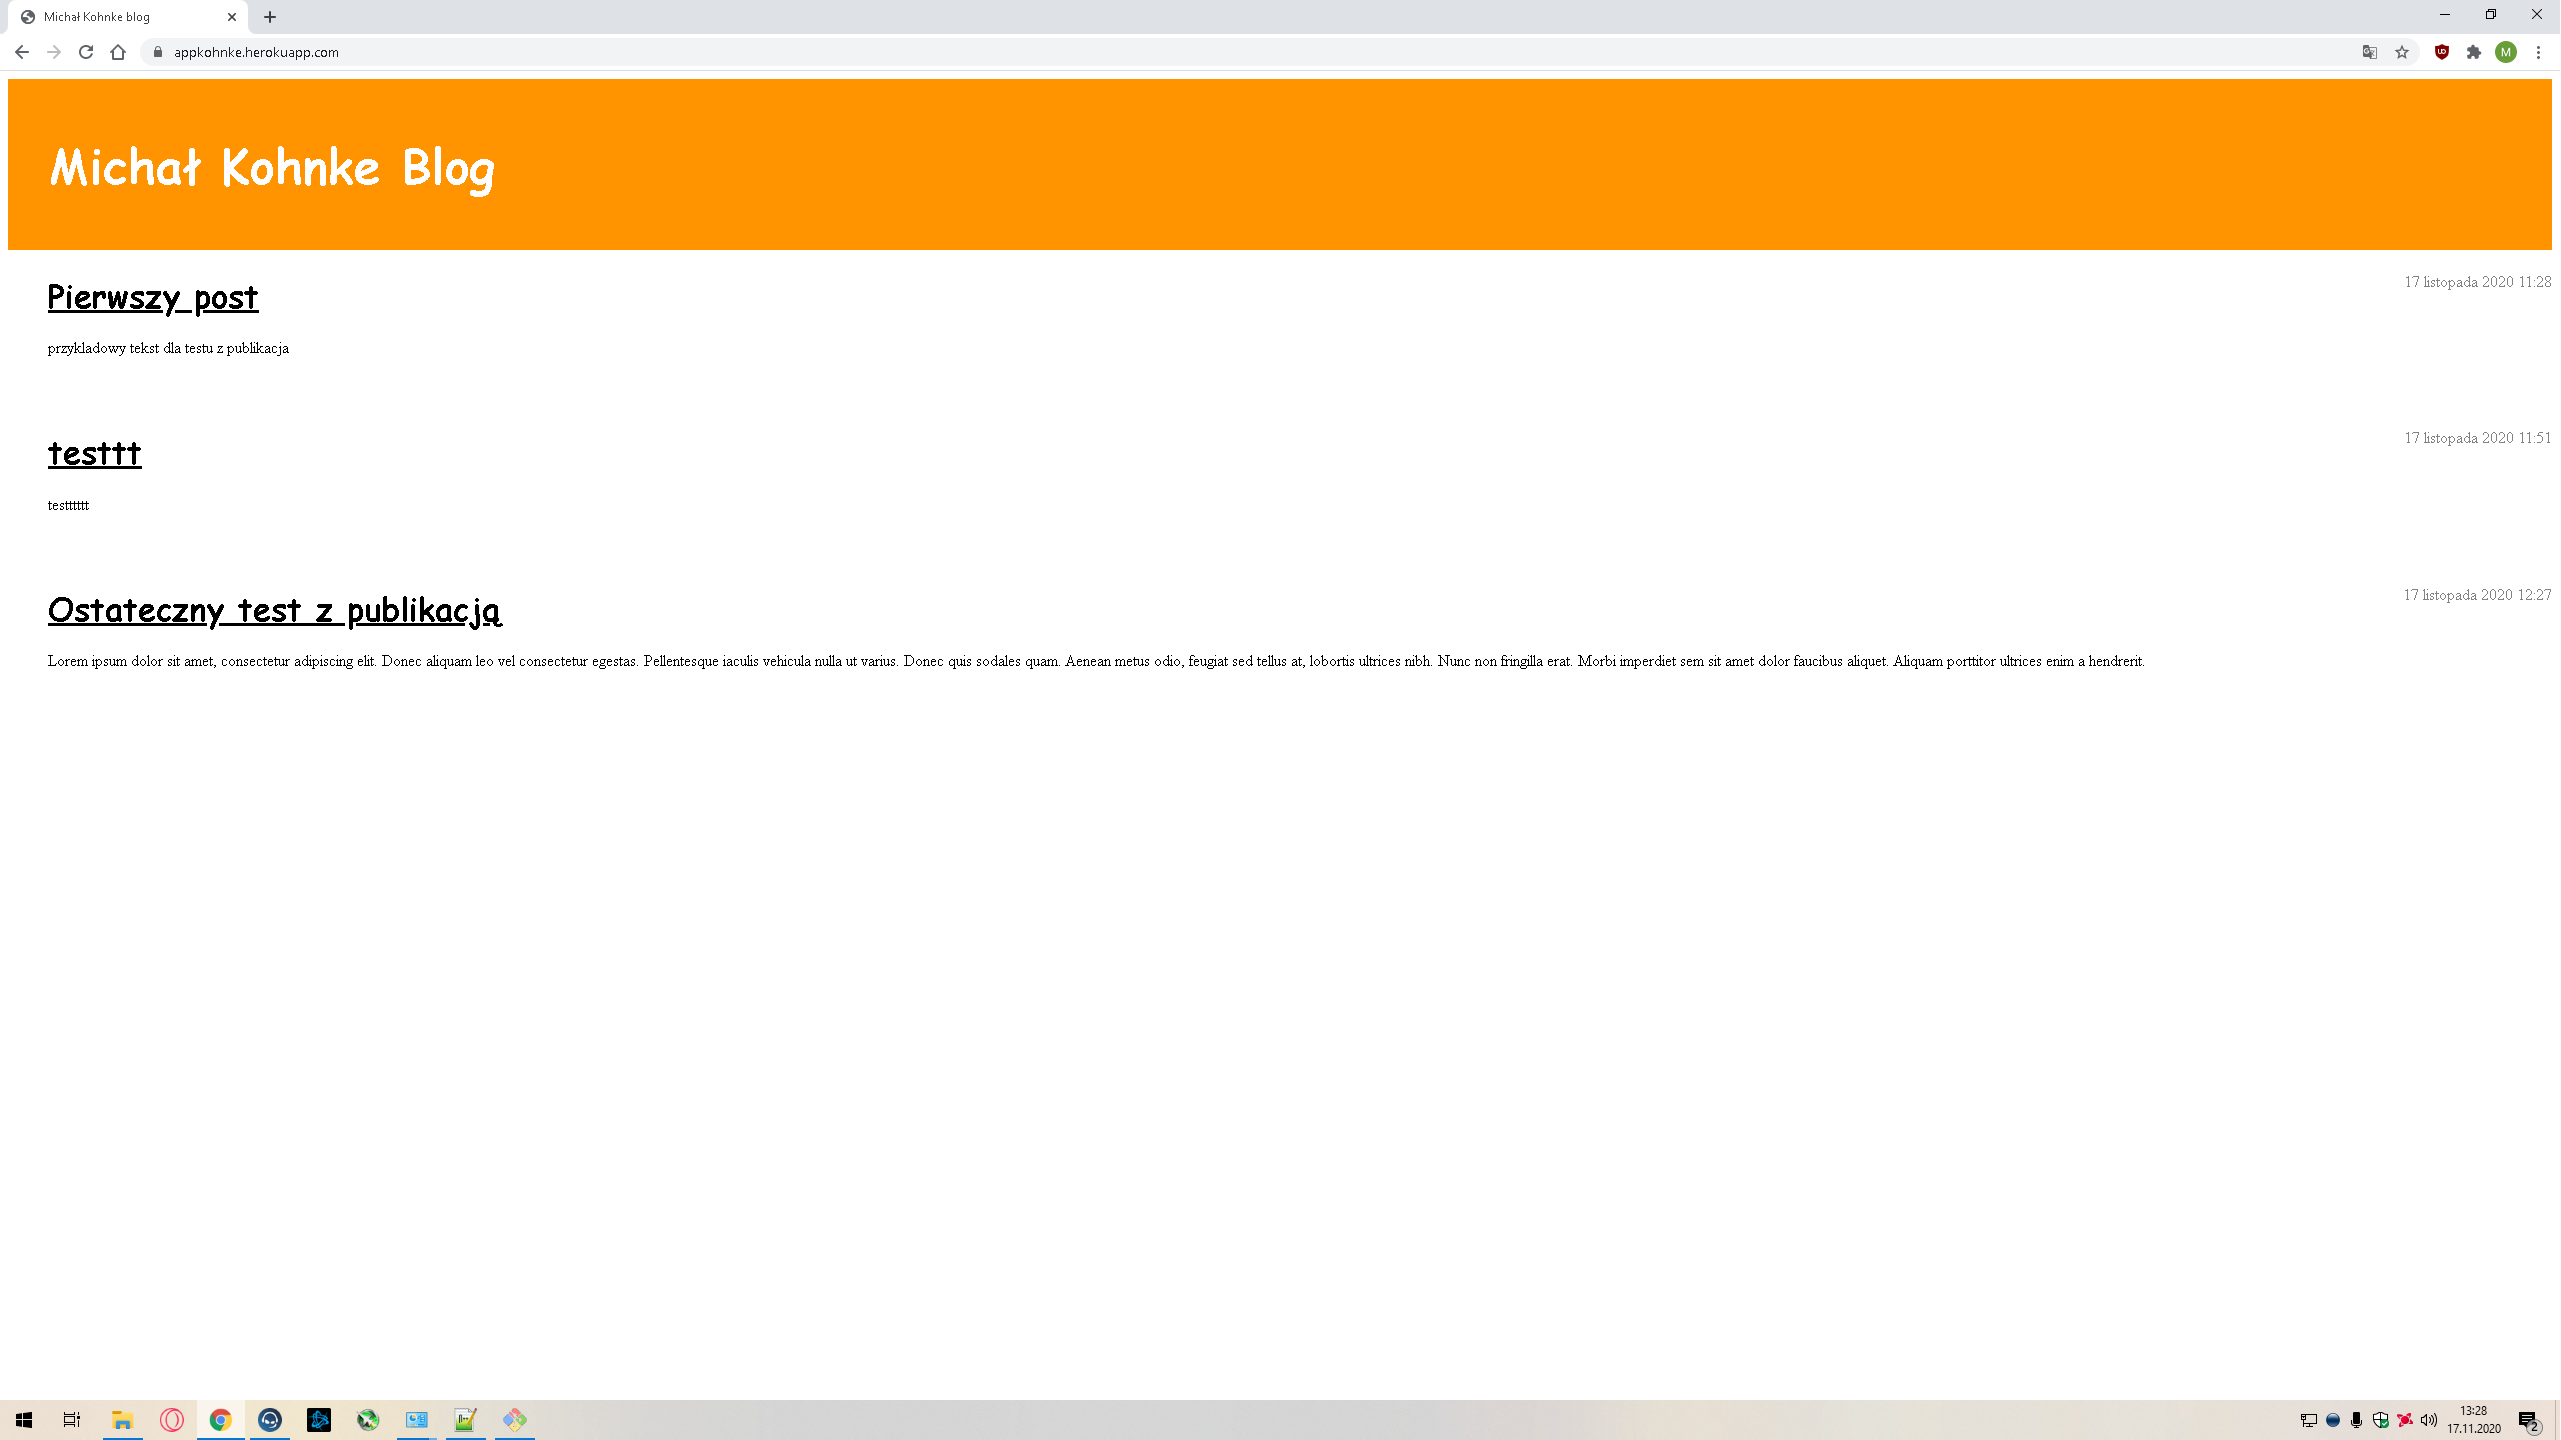 Michał Kohnke blog
appkohnke.herokuapp.com
M
Michał Kohnke Blog
17 listopada 2020 11:28
Pierwszy post
przykladowy tekst dla testu z publikacja
17 listopada 2020 11:51
testtt
testttttt
17 listopada 2020 12:27
Ostateczny test z publikacją
Lorem ipsum dolor sit amet, consectetur adipiscing elit. Donec aliquam leo vel consectetur egestas. Pellentesque iaculis vehicula nulla ut varius. Donec quis sodales quam. Aenean metus odio, feugiat sed tellus at, lobortis ultrices nibh. Nunc non fringilla erat. Morbi imperdiet sem sit amet dolor faucibus aliquet. Aliquam porttitor ultrices enim a hendrerit.
13:28
17.11.2020
2